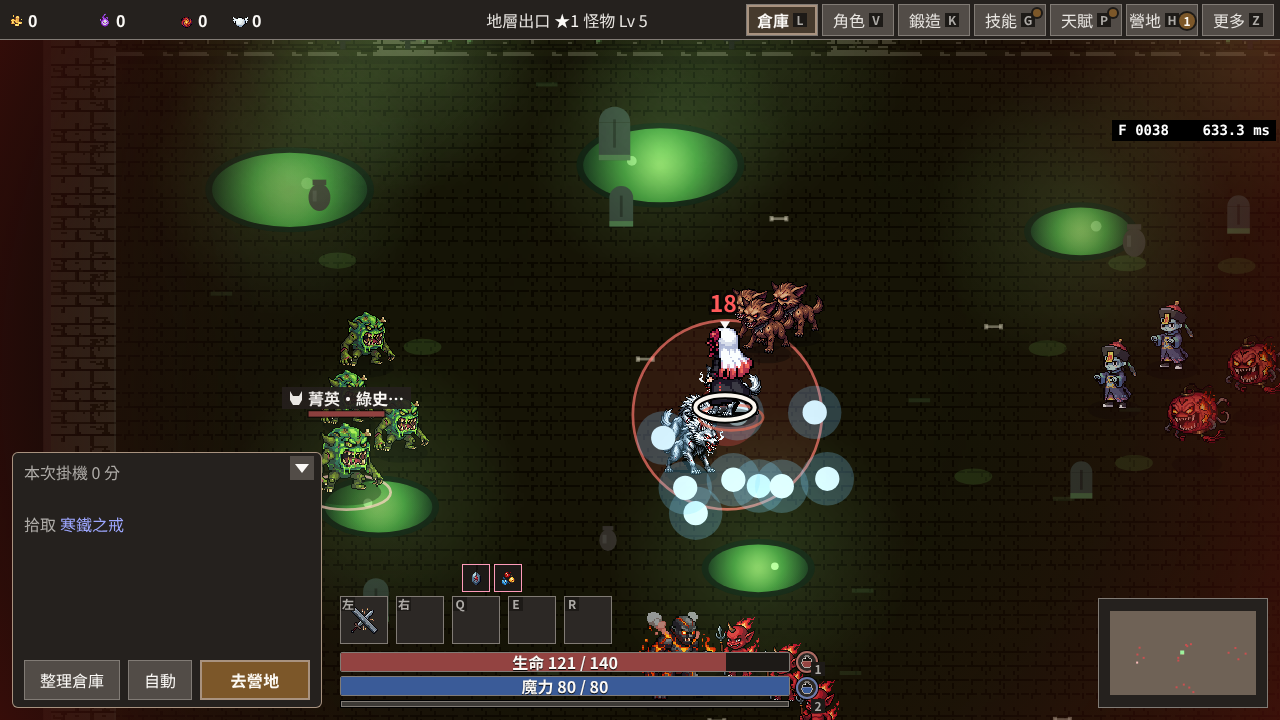 0
0
0
0
地層出口 ★1 怪物 Lv 5
倉庫 L
角色 V
鍛造 K
技能 G
天賦 P
營地 H 1
更多 Z
F 0038 633.3 ms
18
菁英・綠史…
本次掛機 0 分
拾取 寒鐵之戒
左
右
Q
E
R
生命 121 / 140
1
魔力 80 / 80
2
整理倉庫
自動
去營地